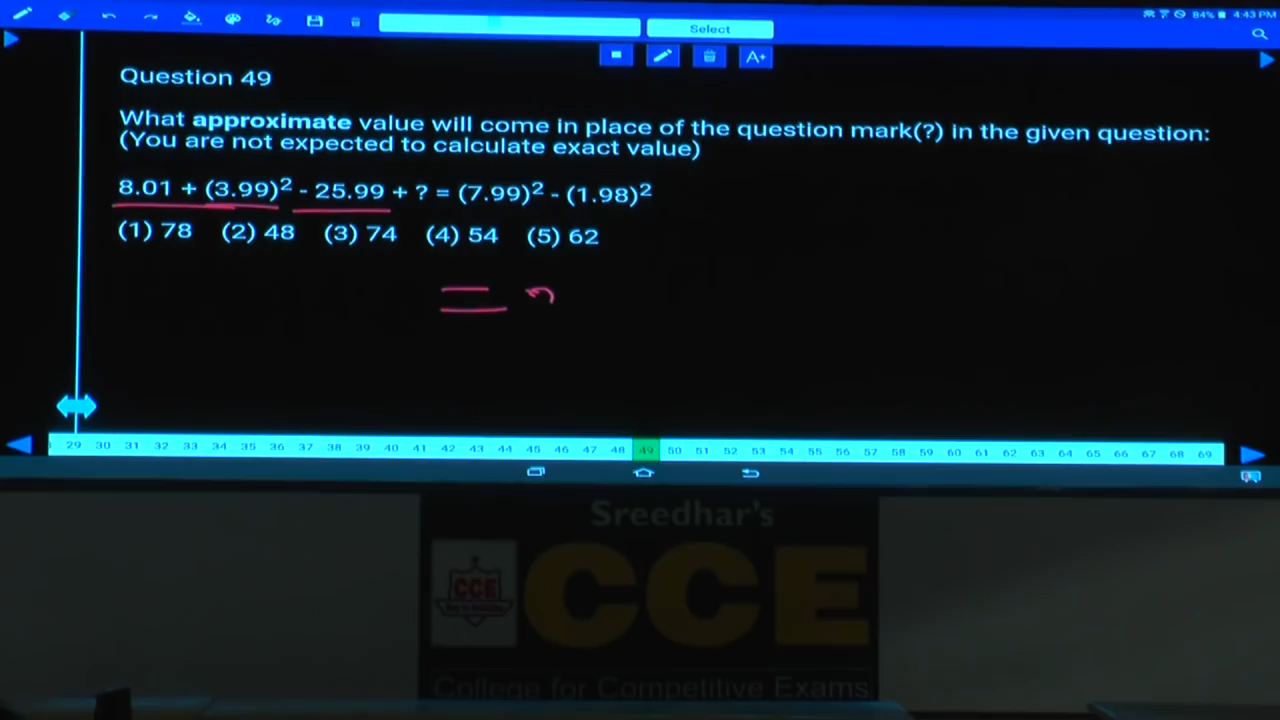 84% 4:43 PM
Select
A+
Question 49
What approximate value will come in place of the question mark(?) in the given question:
(You are not expected to calculate exact value)
8.01 + (3.99)² - 25.99 + ? = (7.99)² - (1.98)²
(1) 78 (2) 48 (3) 74 (4) 54 (5) 62
29 30 31 32 33 34 35 36 37 38 39 40 41 42 43 44 45 46 47 48 49 50 51 52 53 54 55 56 57 58 59 60 61 62 63 64 65 66 67 68 69
Sreedhar's
CCE
CCE
College for Competitive Exams